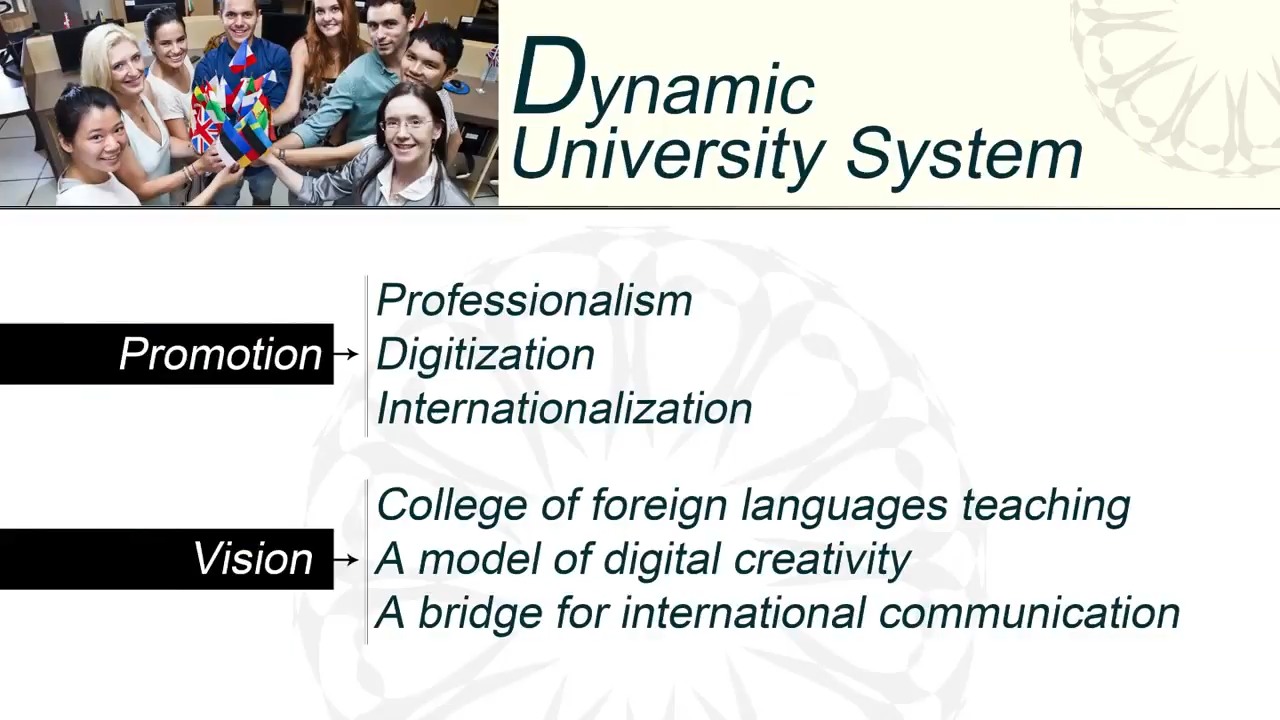 Dynamic
University System
Professionalism
Promotion
Digitization
Internationalization
College of foreign languages teaching
Vision
A model of digital creativity
A bridge for international communication